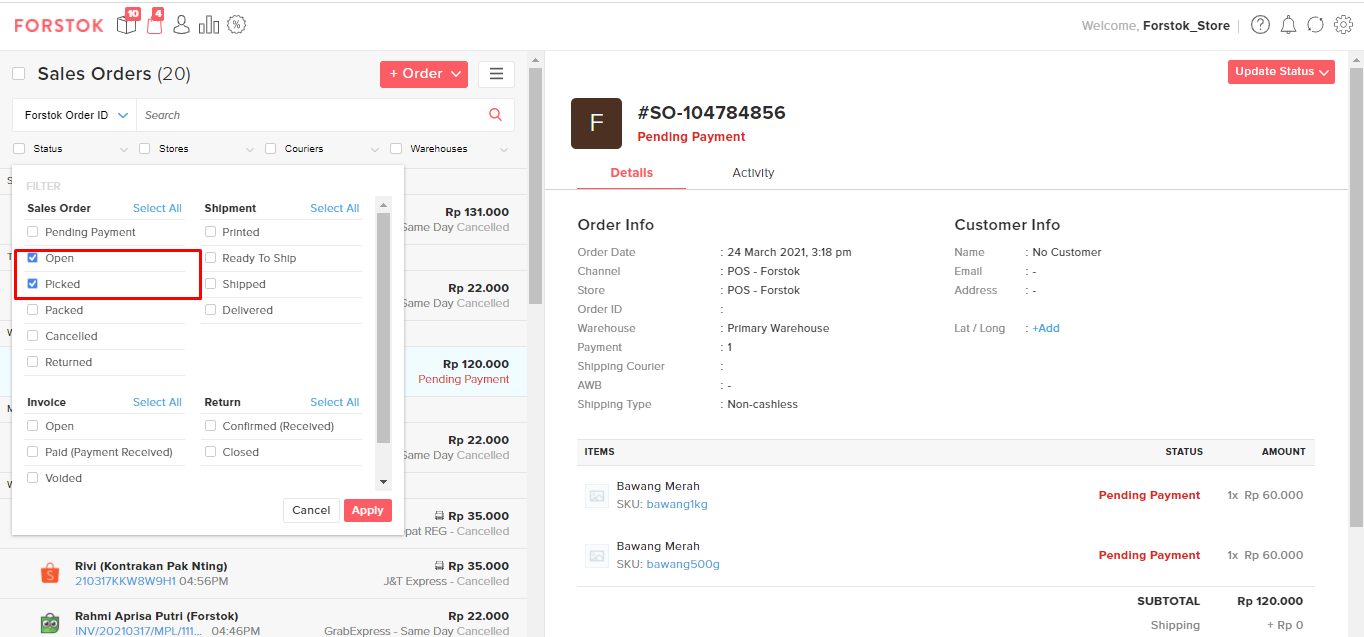 FORSTOK
10
4
Welcome, Forstok_Store
Sales Orders (20)
+ Order
Update Status
Forstok Order ID
Search
Status
Stores
Couriers
Warehouses
F
#SO-104784856
Pending Payment
Details
Activity
FILTER
Sales Order Select All
Pending Payment
Open
Picked
Packed
Cancelled
Returned
Shipment Select All
Printed
Ready To Ship
Shipped
Delivered
Invoice Select All
Open
Paid (Payment Received)
Voided
Return Select All
Confirmed (Received)
Closed
Cancel
Apply
Rp 131.000
Same Day Cancelled
Rp 22.000
Same Day Cancelled
Rp 120.000
Pending Payment
Rp 22.000
Same Day Cancelled
Rp 35.000
pat REG - Cancelled
Rivi (Kontrakan Pak Nting) Rp 35.000
210317KKW8W9H1 04:56PM J&T Express - Cancelled
Rahmi Aprisa Putri (Forstok) Rp 22.000
INV/20210317/MPL/111... 04:46PM GrabExpress - Same Day Cancelled
Order Info
Order Date : 24 March 2021, 3:18 pm
Channel : POS - Forstok
Store : POS - Forstok
Order ID :
Warehouse : Primary Warehouse
Payment : 1
Shipping Courier :
AWB : -
Shipping Type : Non-cashless
Customer Info
Name : No Customer
Email : -
Address : -
Lat / Long : +Add
ITEMS STATUS AMOUNT
Bawang Merah
SKU: bawang1kg
Pending Payment 1x Rp 60.000
Bawang Merah
SKU: bawang500g
Pending Payment 1x Rp 60.000
SUBTOTAL Rp 120.000
Shipping + Rp 0